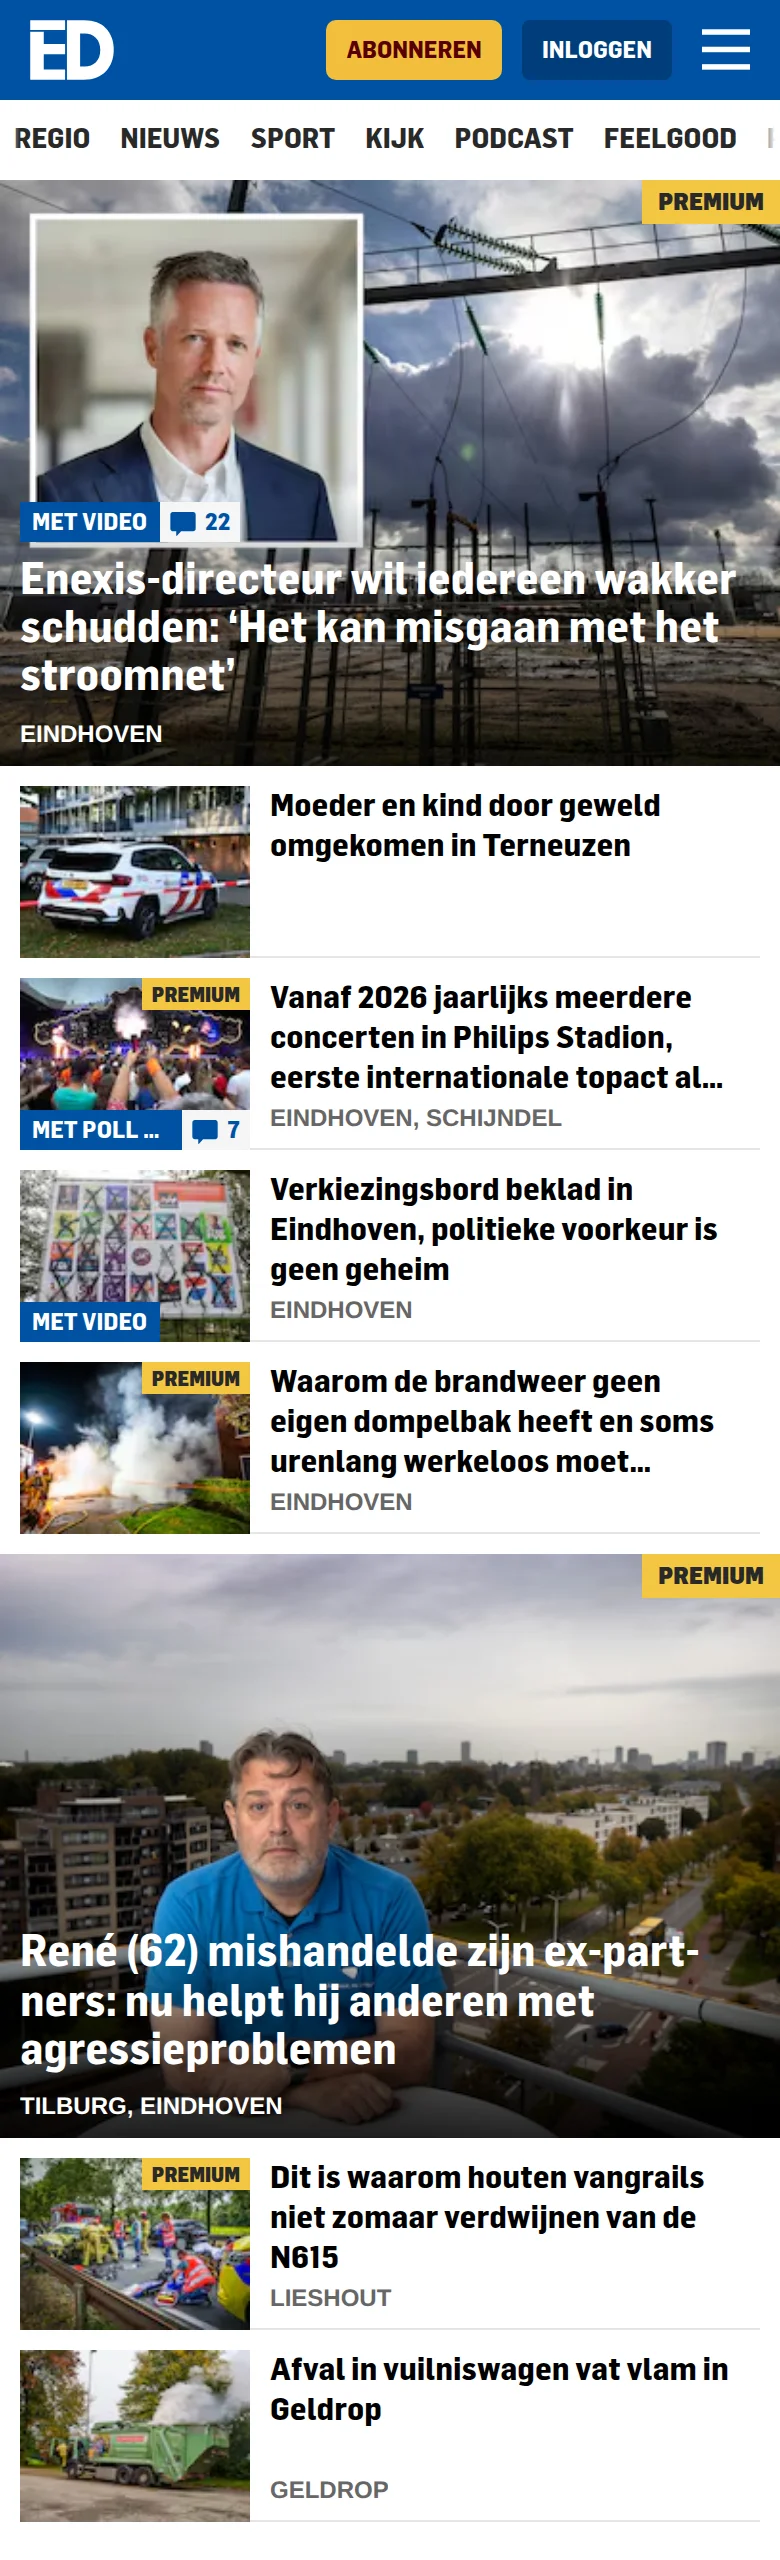 ED
ABONNEREN
INLOGGEN
REGIO NIEUWS SPORT KIJK PODCAST FEELGOOD
PREMIUM
MET VIDEO 22
Enexis-directeur wil iedereen wakker
schudden: ‘Het kan misgaan met het
stroomnet’
EINDHOVEN
Moeder en kind door geweld
omgekomen in Terneuzen
PREMIUM
MET POLL ... 7
Vanaf 2026 jaarlijks meerdere
concerten in Philips Stadion,
eerste internationale topact al...
EINDHOVEN, SCHIJNDEL
MET VIDEO
Verkiezingsbord beklad in
Eindhoven, politieke voorkeur is
geen geheim
EINDHOVEN
PREMIUM
Waarom de brandweer geen
eigen dompelbak heeft en soms
urenlang werkeloos moet...
EINDHOVEN
PREMIUM
René (62) mishandelde zijn ex-part-
ners: nu helpt hij anderen met
agressieproblemen
TILBURG, EINDHOVEN
PREMIUM
Dit is waarom houten vangrails
niet zomaar verdwijnen van de
N615
LIESHOUT
Afval in vuilniswagen vat vlam in
Geldrop
GELDROP